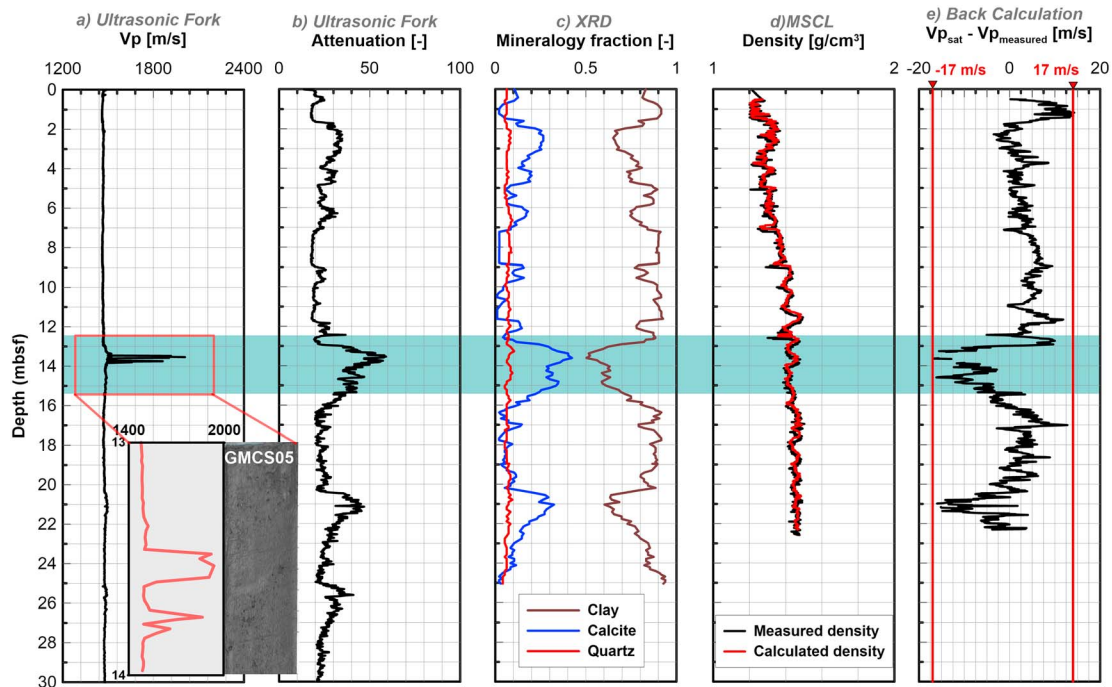 a) Ultrasonic Fork
Vp [m/s]
1200 1800 2400
b) Ultrasonic Fork
Attenuation [-]
0 50 100
c) XRD
Mineralogy fraction [-]
0 0.5 1
d)MSCL
Density [g/cm³]
1 2
e) Back Calculation
Vpsat - Vpmeasured [m/s]
-20 0 20
-17 m/s 17 m/s
Depth (mbsf)
0
2
4
6
8
10
12
14
16
18
20
22
24
26
28
30
1400 2000
13
14
GMCS05
Clay
Calcite
Quartz
Measured density
Calculated density